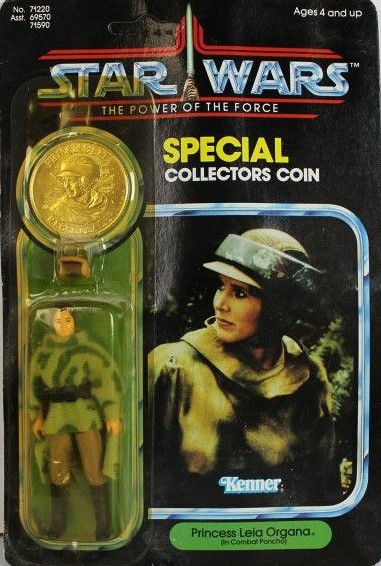 No. 71220
Asst. 69570
71590
Ages 4 and up
STAR WARS™
THE POWER OF THE FORCE
SPECIAL
COLLECTORS COIN
Kenner®
Princess Leia Organa®
(In Combat Poncho)